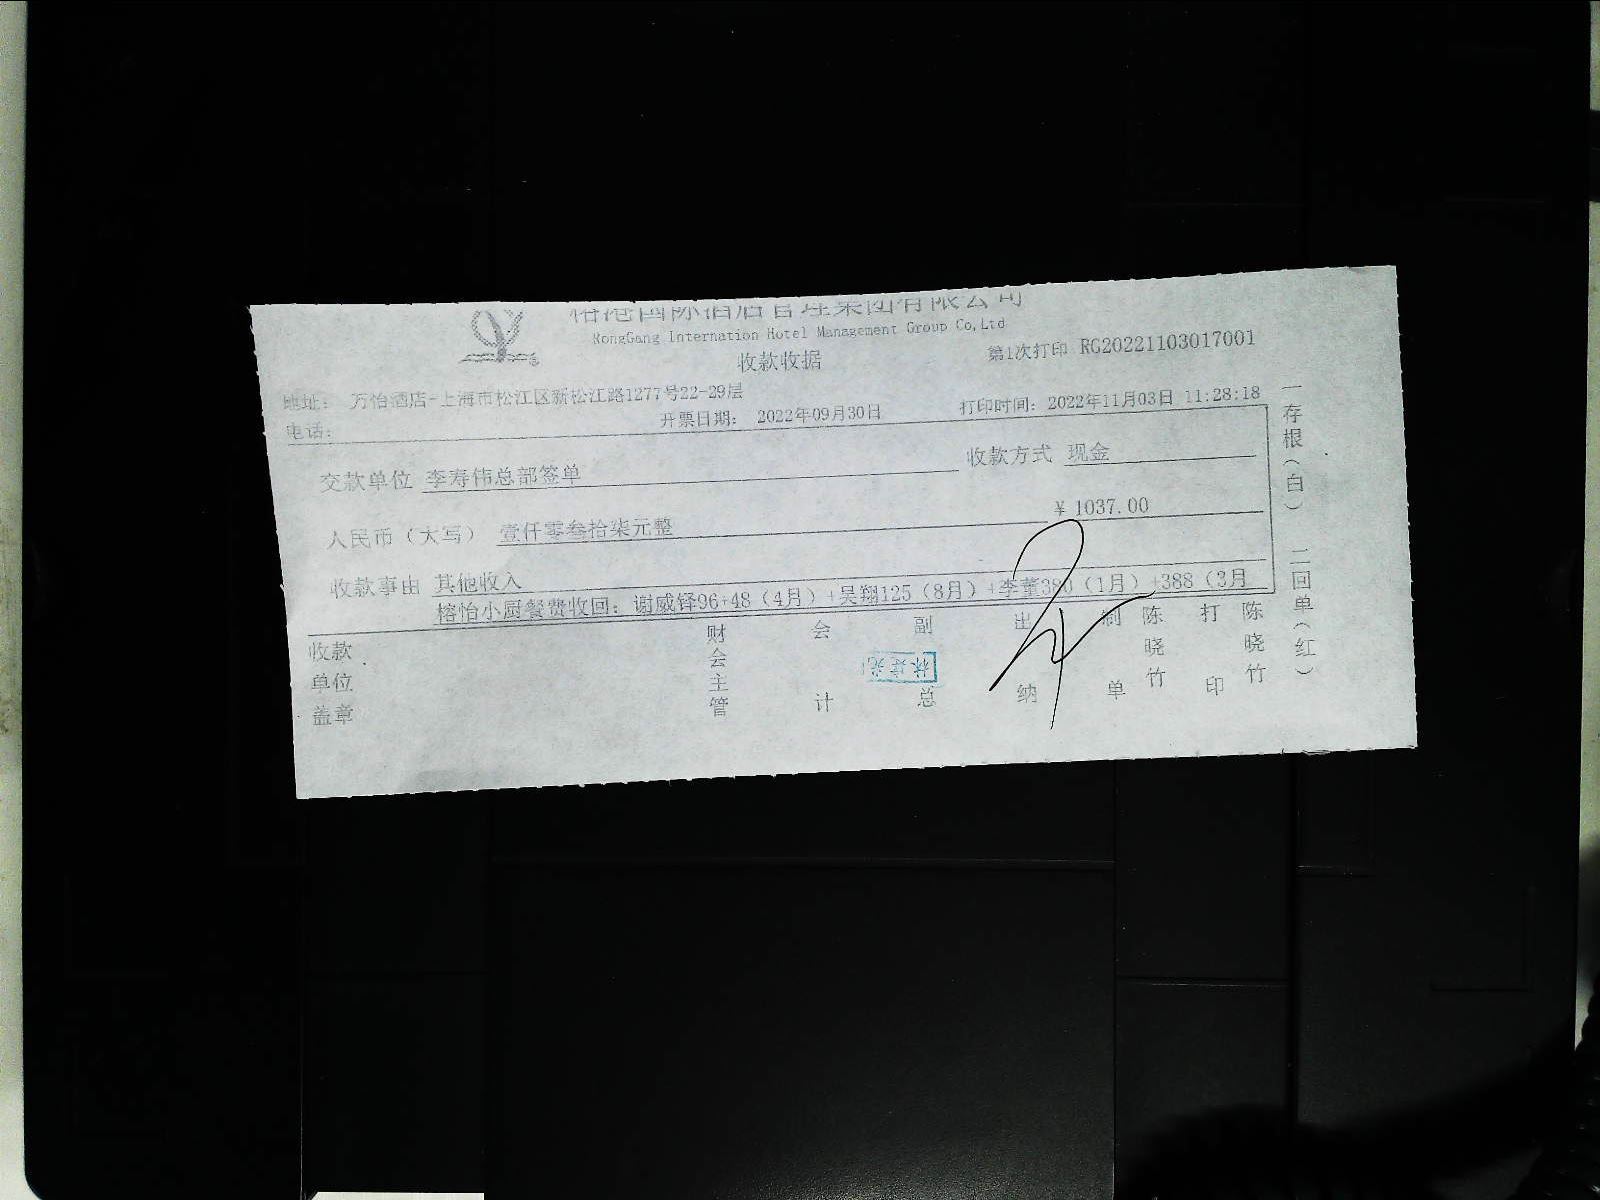 国际酒店管理集团有限公司
RongGang Internation Hotel Management Group Co,Ltd
收款收据
第1次打印 RG20221103017001
地址: 万怡酒店-上海市松江区新松江路1277号22-29层
电话:
开票日期: 2022年09月30日
打印时间: 2022年11月03日 11:28:18
交款单位 李寿伟总部签单
收款方式 现金
人民币（大写） 壹仟零叁拾柒元整
¥ 1037.00
收款事由 其他收入
榕怡小厨餐费收回: 谢威铎96+48（4月）+吴翔125（8月）+李董380（1月）+388（3月
收款单位盖章
财会主管
会计
副总
林建光
出纳
制单
陈晓竹
打印
陈晓竹
一存根（白） 二回单（红）